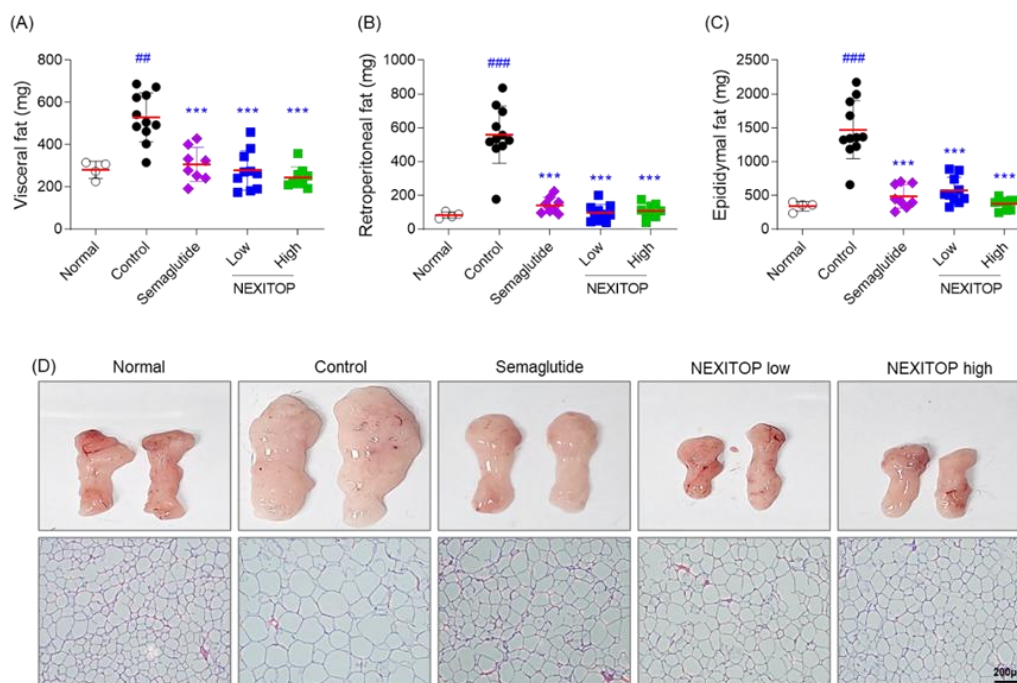 (A)
Visceral fat (mg)
800
600
400
200
0
##
***
***
***
Normal
Control
Semaglutide
Low
High
NEXITOP
(B)
Retroperitoneal fat (mg)
1000
800
600
400
200
0
###
***
***
***
Normal
Control
Semaglutide
Low
High
NEXITOP
(C)
Epididymal fat (mg)
2500
2000
1500
1000
500
0
###
***
***
***
Normal
Control
Semaglutide
Low
High
NEXITOP
(D)
Normal
Control
Semaglutide
NEXITOP low
NEXITOP high